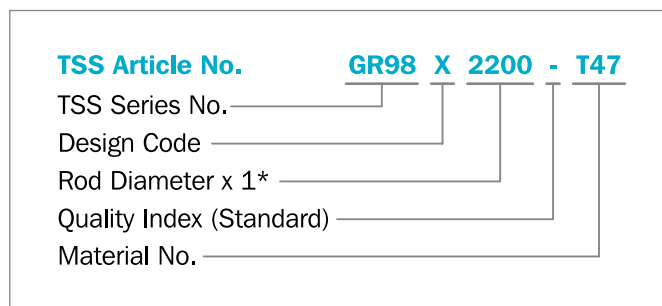 TSS Article No. GR98 X 2200 - T47
TSS Series No.
Design Code
Rod Diameter x 1*
Quality Index (Standard)
Material No.